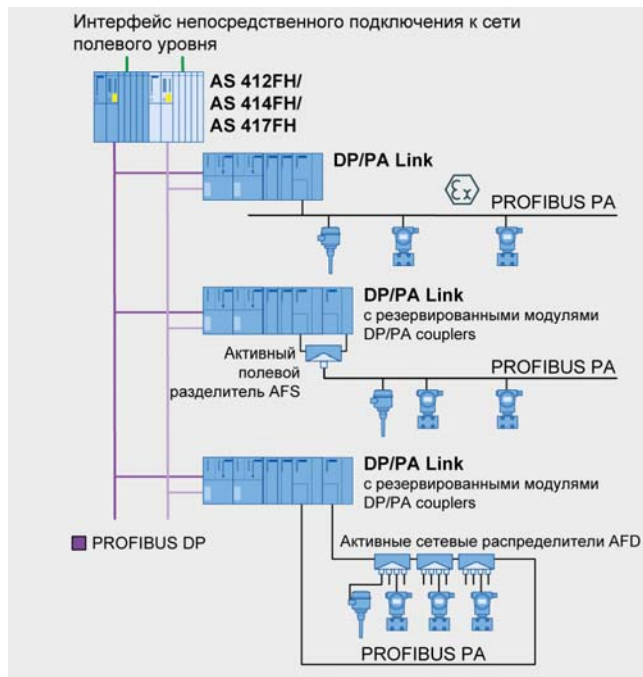 Интерфейс непосредственного подключения к сети
полевого уровня
AS 412FH/
AS 414FH/
AS 417FH
DP/PA Link
Ex
PROFIBUS PA
DP/PA Link
с резервированными модулями
DP/PA couplers
Активный
полевой
разделитель AFS
PROFIBUS PA
DP/PA Link
с резервированными модулями
DP/PA couplers
PROFIBUS DP
Активные сетевые распределители AFD
PROFIBUS PA